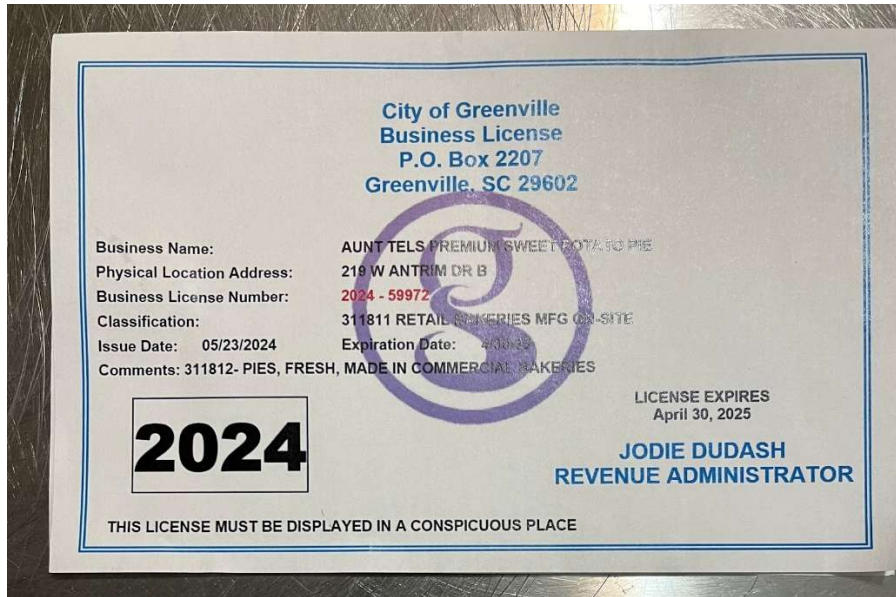 City of Greenville
Business License
P.O. Box 2207
Greenville, SC 29602
Business Name: AUNT TELS PREMIUM SWEET POTATO PIE
Physical Location Address: 219 W ANTRIM DR B
Business License Number: 2024 - 59972
Classification: 311811 RETAIL BAKERIES MFG ON-SITE
Issue Date: 05/23/2024 Expiration Date: 4/30/25
Comments: 311812- PIES, FRESH, MADE IN COMMERCIAL BAKERIES
LICENSE EXPIRES
April 30, 2025
2024
JODIE DUDASH
REVENUE ADMINISTRATOR
THIS LICENSE MUST BE DISPLAYED IN A CONSPICUOUS PLACE
g